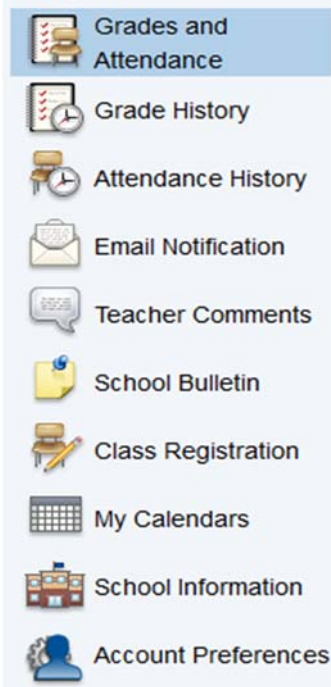 Grades and
Attendance
Grade History
Attendance History
Email Notification
Teacher Comments
School Bulletin
Class Registration
My Calendars
School Information
Account Preferences